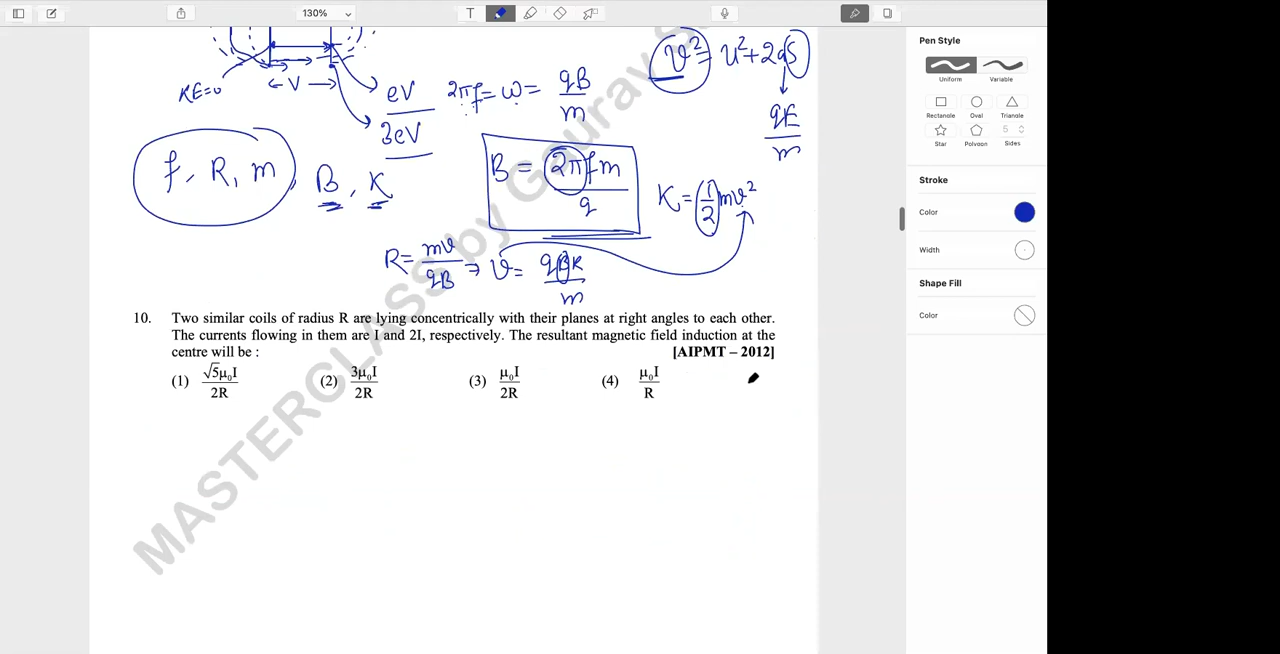 130%
T
Pen Style
Uniform
Variable
Rectangle
Oval
Triangle
Star
Polygon
5
Sides
Stroke
Color
Width
Shape Fill
Color
KE=0
← V →
eV
3eV
2πf = ω = qB/m
v² = u² + 2as
qE/m
f, R, m, B, K
B = 2πfm/q
K = (1/2)mv²
R = mv/qB ⇒ v = qBR/m
10. Two similar coils of radius R are lying concentrically with their planes at right angles to each other.
The currents flowing in them are I and 2I, respectively. The resultant magnetic field induction at the
centre will be : [AIPMT – 2012]
(1) √5μ₀I/2R (2) 3μ₀I/2R (3) μ₀I/2R (4) μ₀I/R
MASTERCLASS by Gaurav S